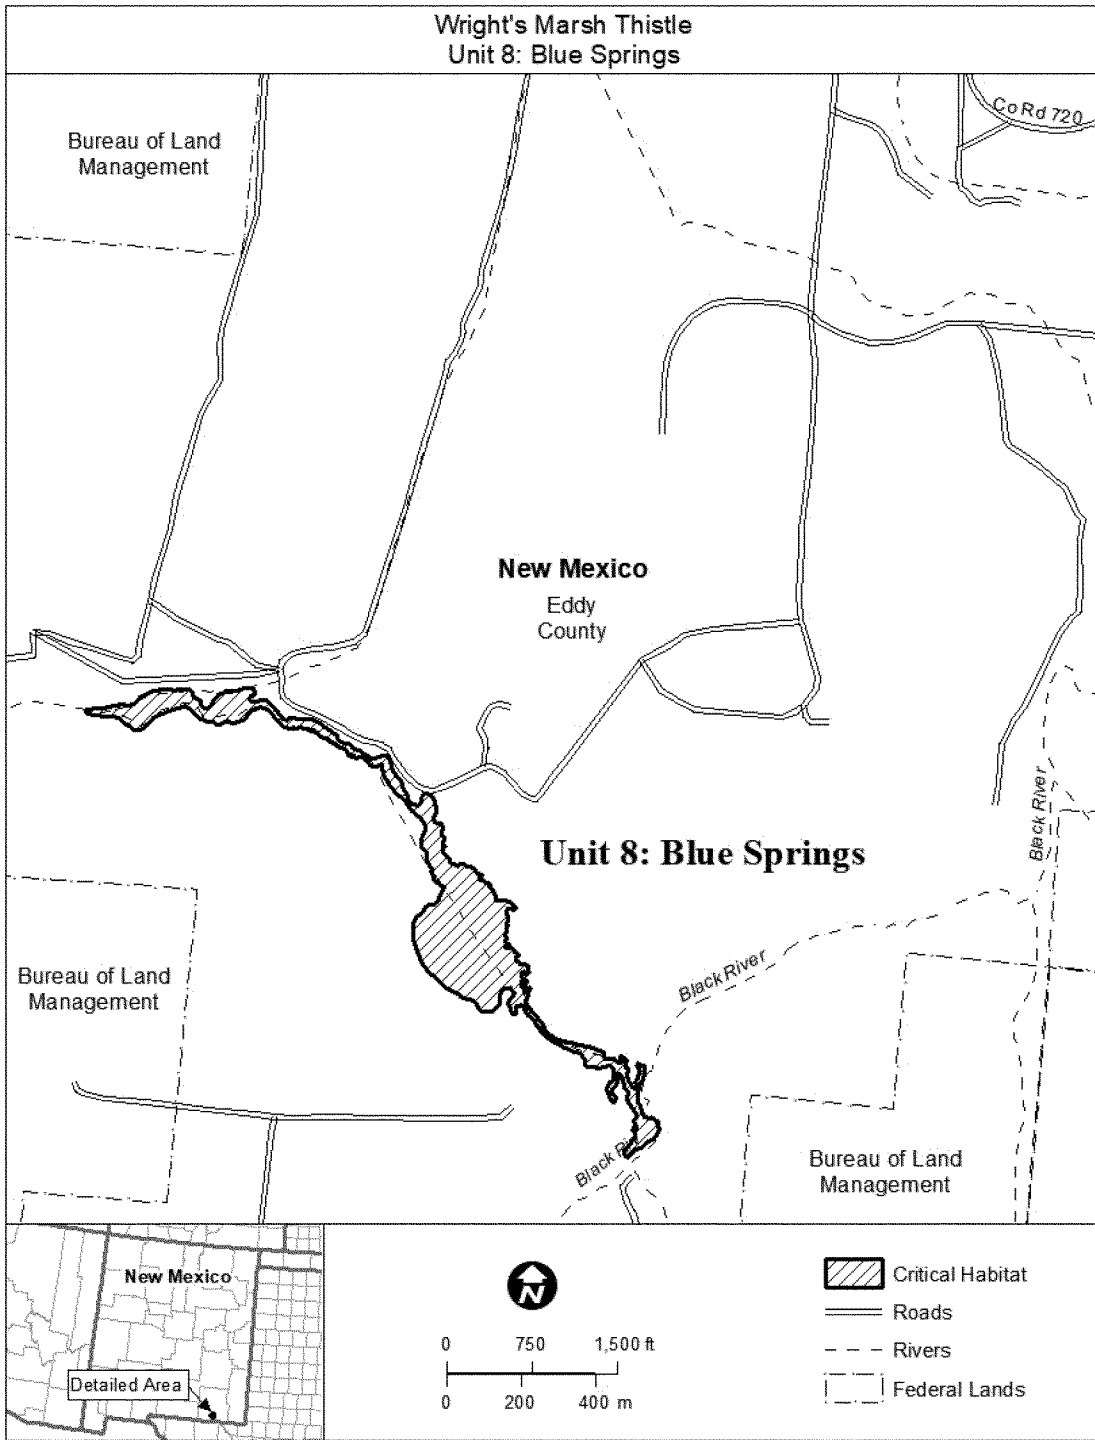 Wright's Marsh Thistle
Unit 8: Blue Springs
Bureau of Land
Management
Co Rd 720
New Mexico
Eddy
County
Unit 8: Blue Springs
Black River
Black River
Bureau of Land
Management
Black Ri
Bureau of Land
Management
New Mexico
Detailed Area
N
0 750 1,500 ft
0 200 400 m
Critical Habitat
Roads
Rivers
Federal Lands